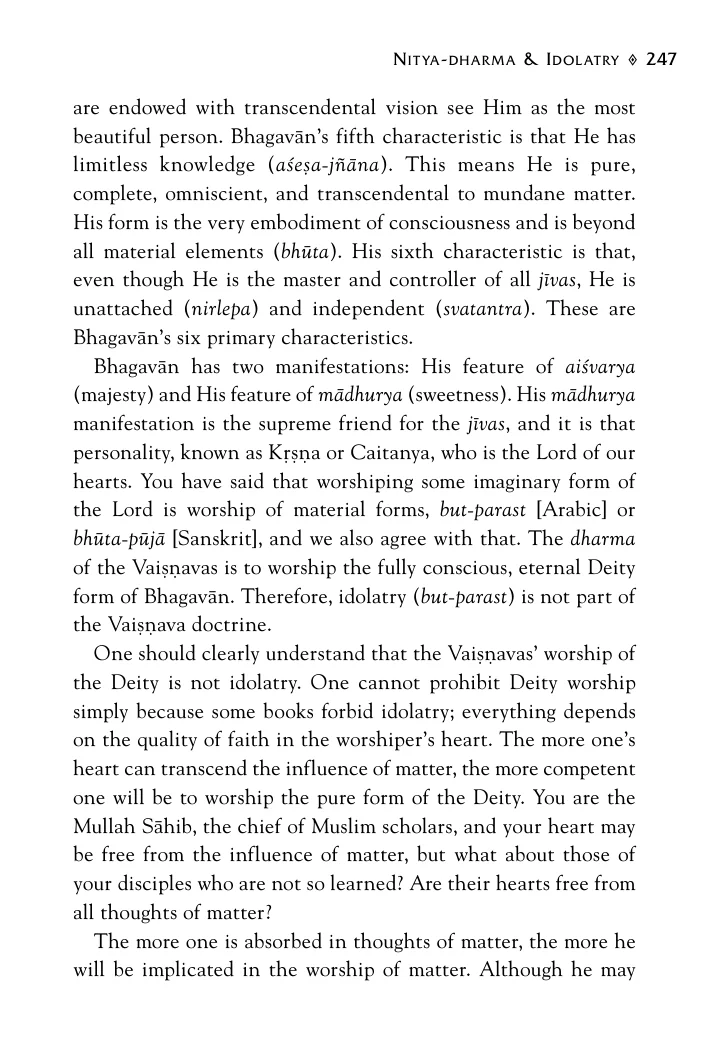 Nitya-dharma & Idolatry ◊ 247
are endowed with transcendental vision see Him as the most
beautiful person. Bhagavān’s fifth characteristic is that He has
limitless knowledge (aśeṣa-jñāna). This means He is pure,
complete, omniscient, and transcendental to mundane matter.
His form is the very embodiment of consciousness and is beyond
all material elements (bhūta). His sixth characteristic is that,
even though He is the master and controller of all jīvas, He is
unattached (nirlepa) and independent (svatantra). These are
Bhagavān’s six primary characteristics.
Bhagavān has two manifestations: His feature of aiśvarya
(majesty) and His feature of mādhurya (sweetness). His mādhurya
manifestation is the supreme friend for the jīvas, and it is that
personality, known as Kṛṣṇa or Caitanya, who is the Lord of our
hearts. You have said that worshiping some imaginary form of
the Lord is worship of material forms, but-parast [Arabic] or
bhūta-pūjā [Sanskrit], and we also agree with that. The dharma
of the Vaiṣṇavas is to worship the fully conscious, eternal Deity
form of Bhagavān. Therefore, idolatry (but-parast) is not part of
the Vaiṣṇava doctrine.
One should clearly understand that the Vaiṣṇavas’ worship of
the Deity is not idolatry. One cannot prohibit Deity worship
simply because some books forbid idolatry; everything depends
on the quality of faith in the worshiper’s heart. The more one’s
heart can transcend the influence of matter, the more competent
one will be to worship the pure form of the Deity. You are the
Mullah Sāhib, the chief of Muslim scholars, and your heart may
be free from the influence of matter, but what about those of
your disciples who are not so learned? Are their hearts free from
all thoughts of matter?
The more one is absorbed in thoughts of matter, the more he
will be implicated in the worship of matter. Although he may